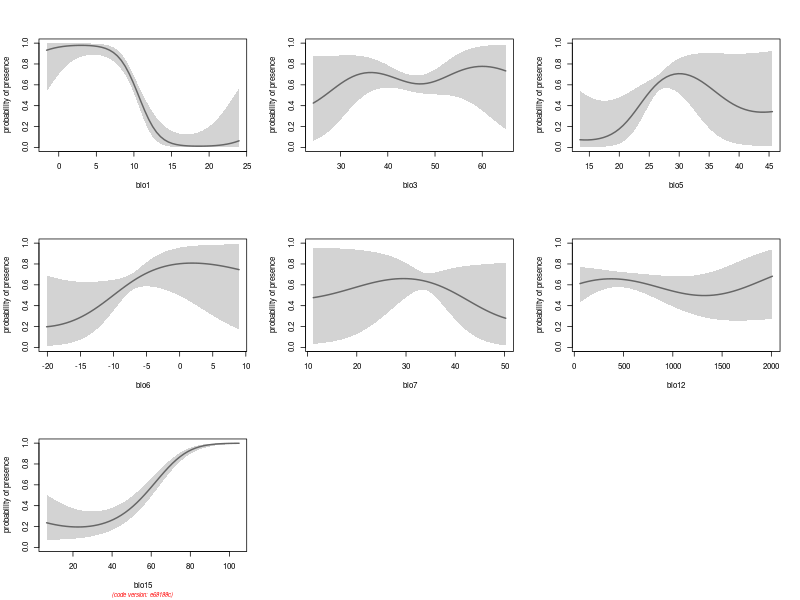 probability of presence
0.0 0.2 0.4 0.6 0.8 1.0
0 5 10 15 20 25
bio1
probability of presence
0.0 0.2 0.4 0.6 0.8 1.0
30 40 50 60
bio3
probability of presence
0.0 0.2 0.4 0.6 0.8 1.0
15 20 25 30 35 40 45
bio5
probability of presence
0.0 0.2 0.4 0.6 0.8 1.0
-20 -15 -10 -5 0 5 10
bio6
probability of presence
0.0 0.2 0.4 0.6 0.8 1.0
10 20 30 40 50
bio7
probability of presence
0.0 0.2 0.4 0.6 0.8 1.0
0 500 1000 1500 2000
bio12
probability of presence
0.0 0.2 0.4 0.6 0.8 1.0
20 40 60 80 100
bio15
(code version: